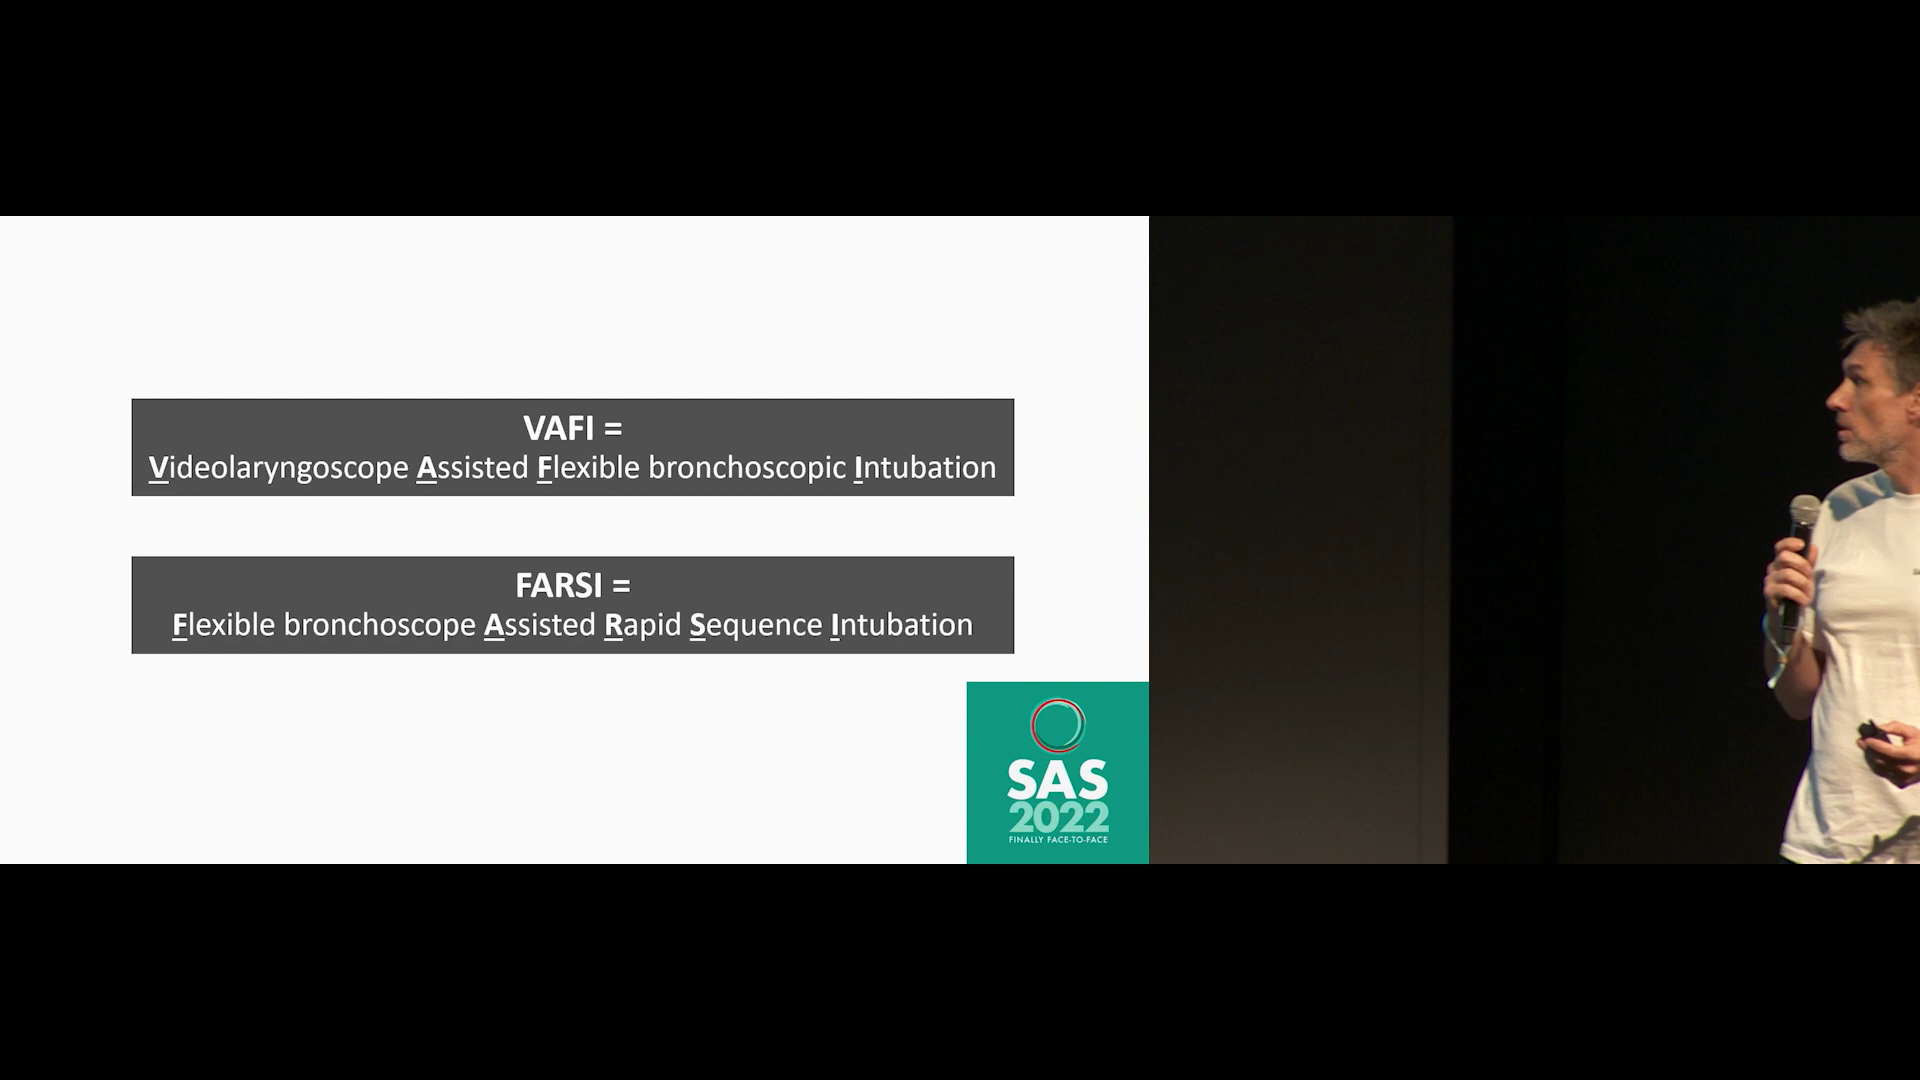 VAFI =
Videolaryngoscope Assisted Flexible bronchoscopic Intubation
FARSI =
Flexible bronchoscope Assisted Rapid Sequence Intubation
SAS
2022
FINALLY FACE-TO-FACE